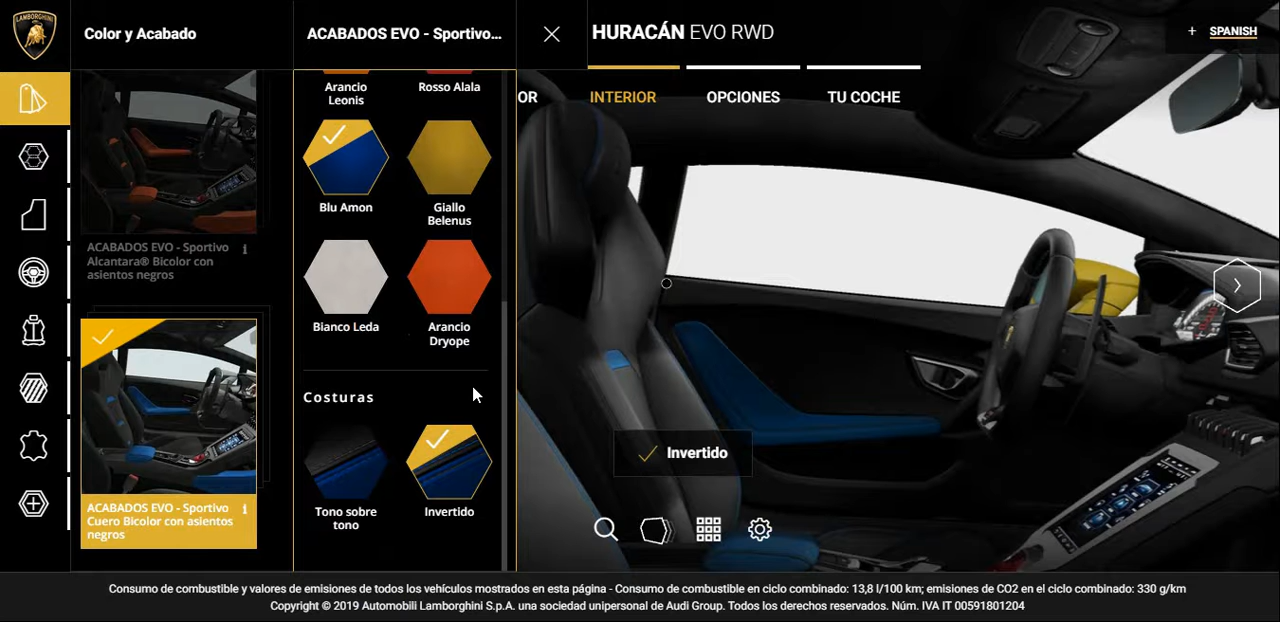 LAMBORGHINI
Color y Acabado
ACABADOS EVO - Sportivo...
HURACÁN EVO RWD
+ SPANISH
OR
INTERIOR
OPCIONES
TU COCHE
Arancio
Leonis
Rosso Alala
Blu Amon
Giallo
Belenus
Bianco Leda
Arancio
Dryope
Costuras
Tono sobre
tono
Invertido
ACABADOS EVO - Sportivo
Alcantara® Bicolor con
asientos negros
ACABADOS EVO - Sportivo
Cuero Bicolor con asientos
negros
Invertido
Consumo de combustible y valores de emisiones de todos los vehículos mostrados en esta página - Consumo de combustible en ciclo combinado: 13,8 l/100 km; emisiones de CO2 en el ciclo combinado: 330 g/km
Copyright © 2019 Automobili Lamborghini S.p.A. una sociedad unipersonal de Audi Group. Todos los derechos reservados. Núm. IVA IT 00591801204